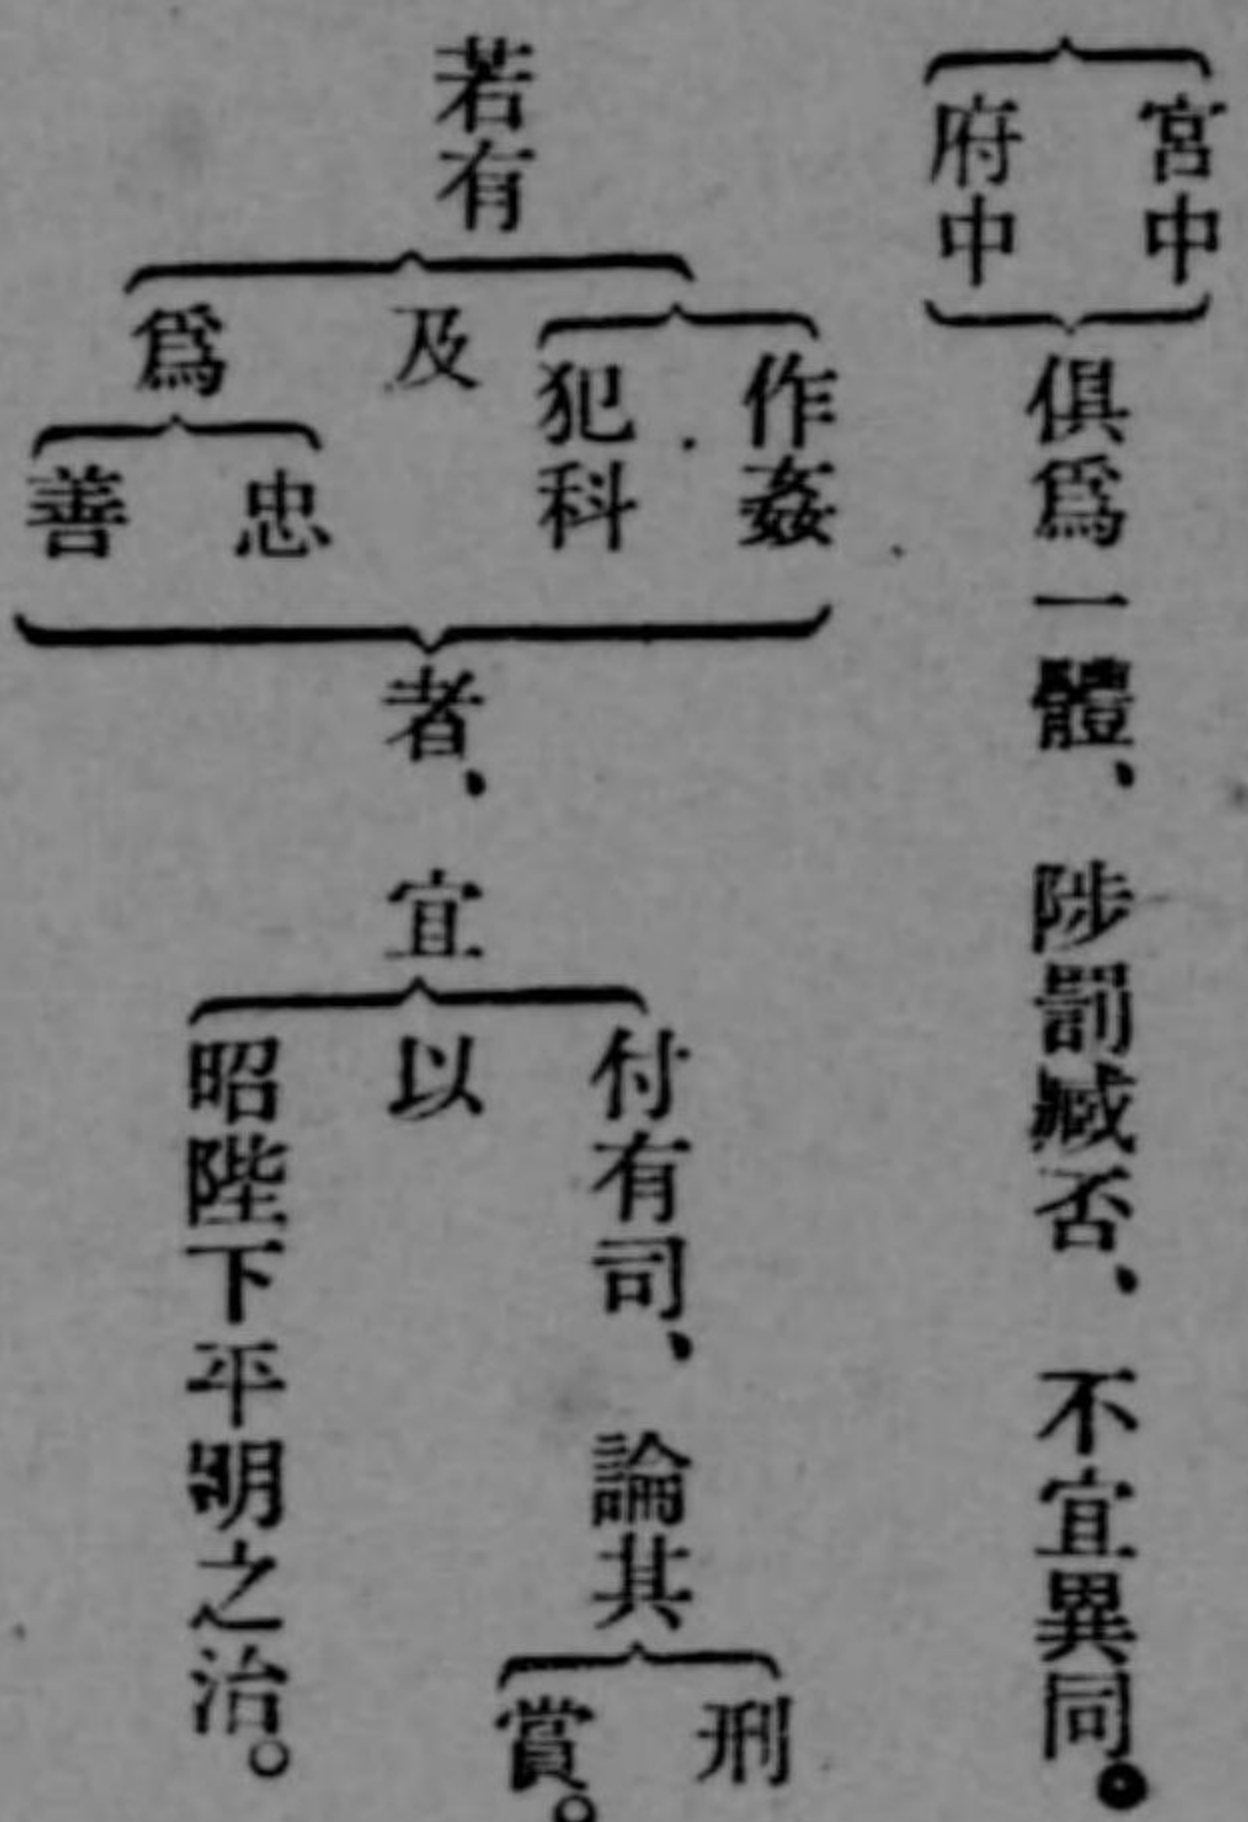 宮中
府中
俱爲一體、陟罰臧否、不宜異同。
若有
作姦
犯科
及
爲
忠
善
者、宜
付有司、論其
刑
賞。
以
昭陛下平明之治。